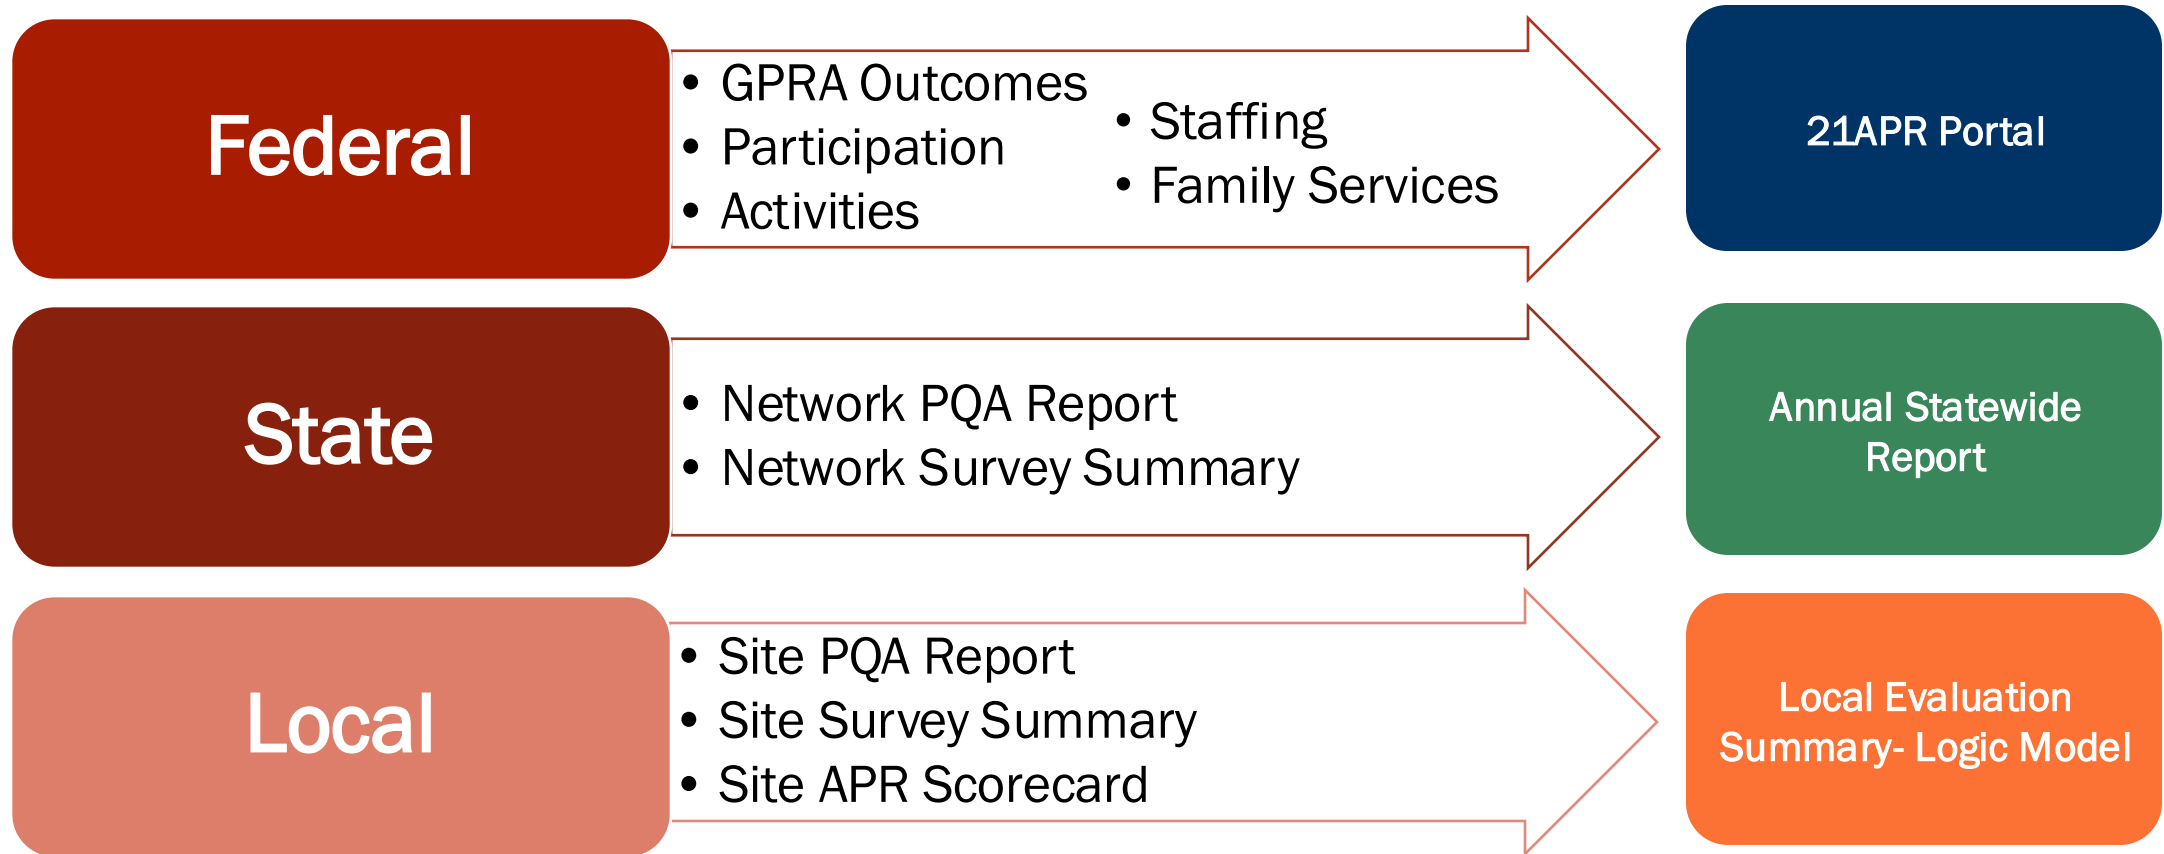 Federal
• GPRA Outcomes
• Participation
• Activities
• Staffing
• Family Services
21APR Portal
State
• Network PQA Report
• Network Survey Summary
Annual Statewide
Report
Local
• Site PQA Report
• Site Survey Summary
• Site APR Scorecard
Local Evaluation
Summary- Logic Model